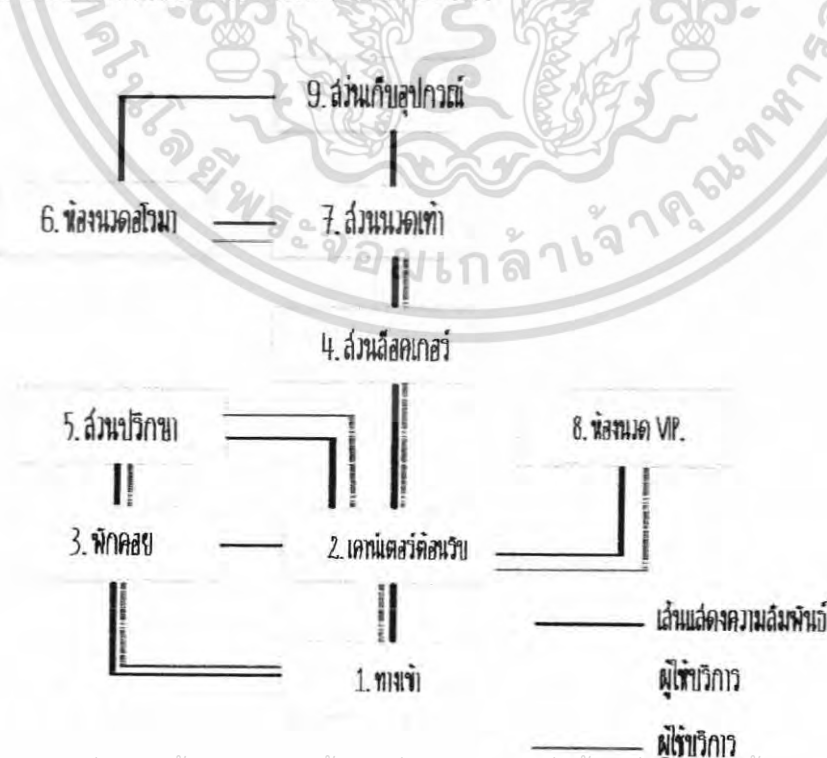 9. ส่วนเก็บอุปกรณ์
6. ห้องนวดอโรมา
7. ส่วนนวดเท้า
4. ส่วนล็อคเกอร์
5. ส่วนปรึกษา
8. ห้องนวด VIP.
3. พักคอย
2. เคาน์เตอร์ต้อนรับ
1. ทางเข้า
เส้นแสดงความสัมพันธ์
ผู้ให้บริการ
ผู้ใช้บริการ